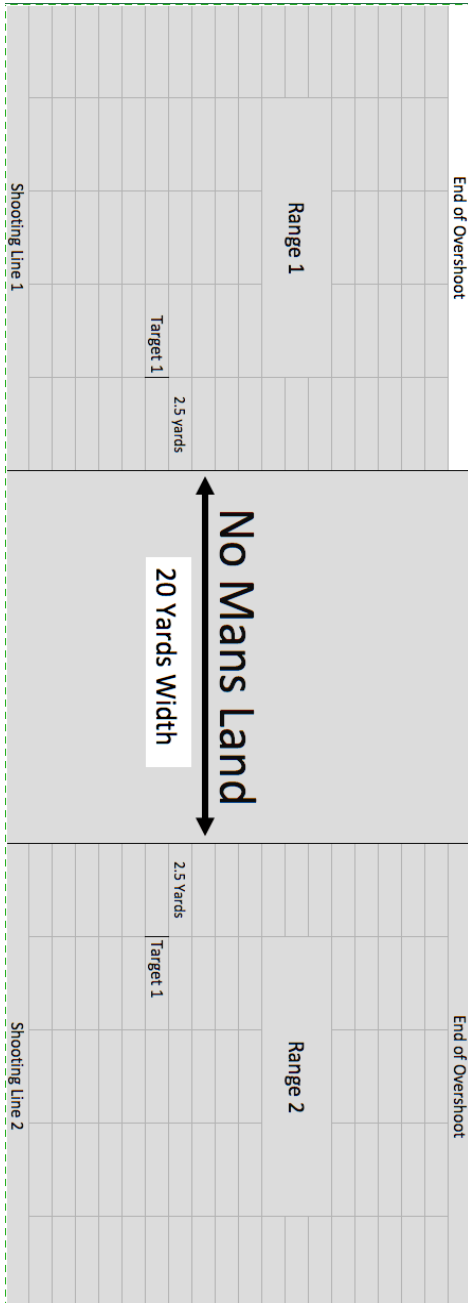 End of Overshoot
Range 1
Target 1
2.5 yards
Shooting Line 1
No Mans Land
20 Yards Width
End of Overshoot
Range 2
2.5 Yards
Target 1
Shooting Line 2